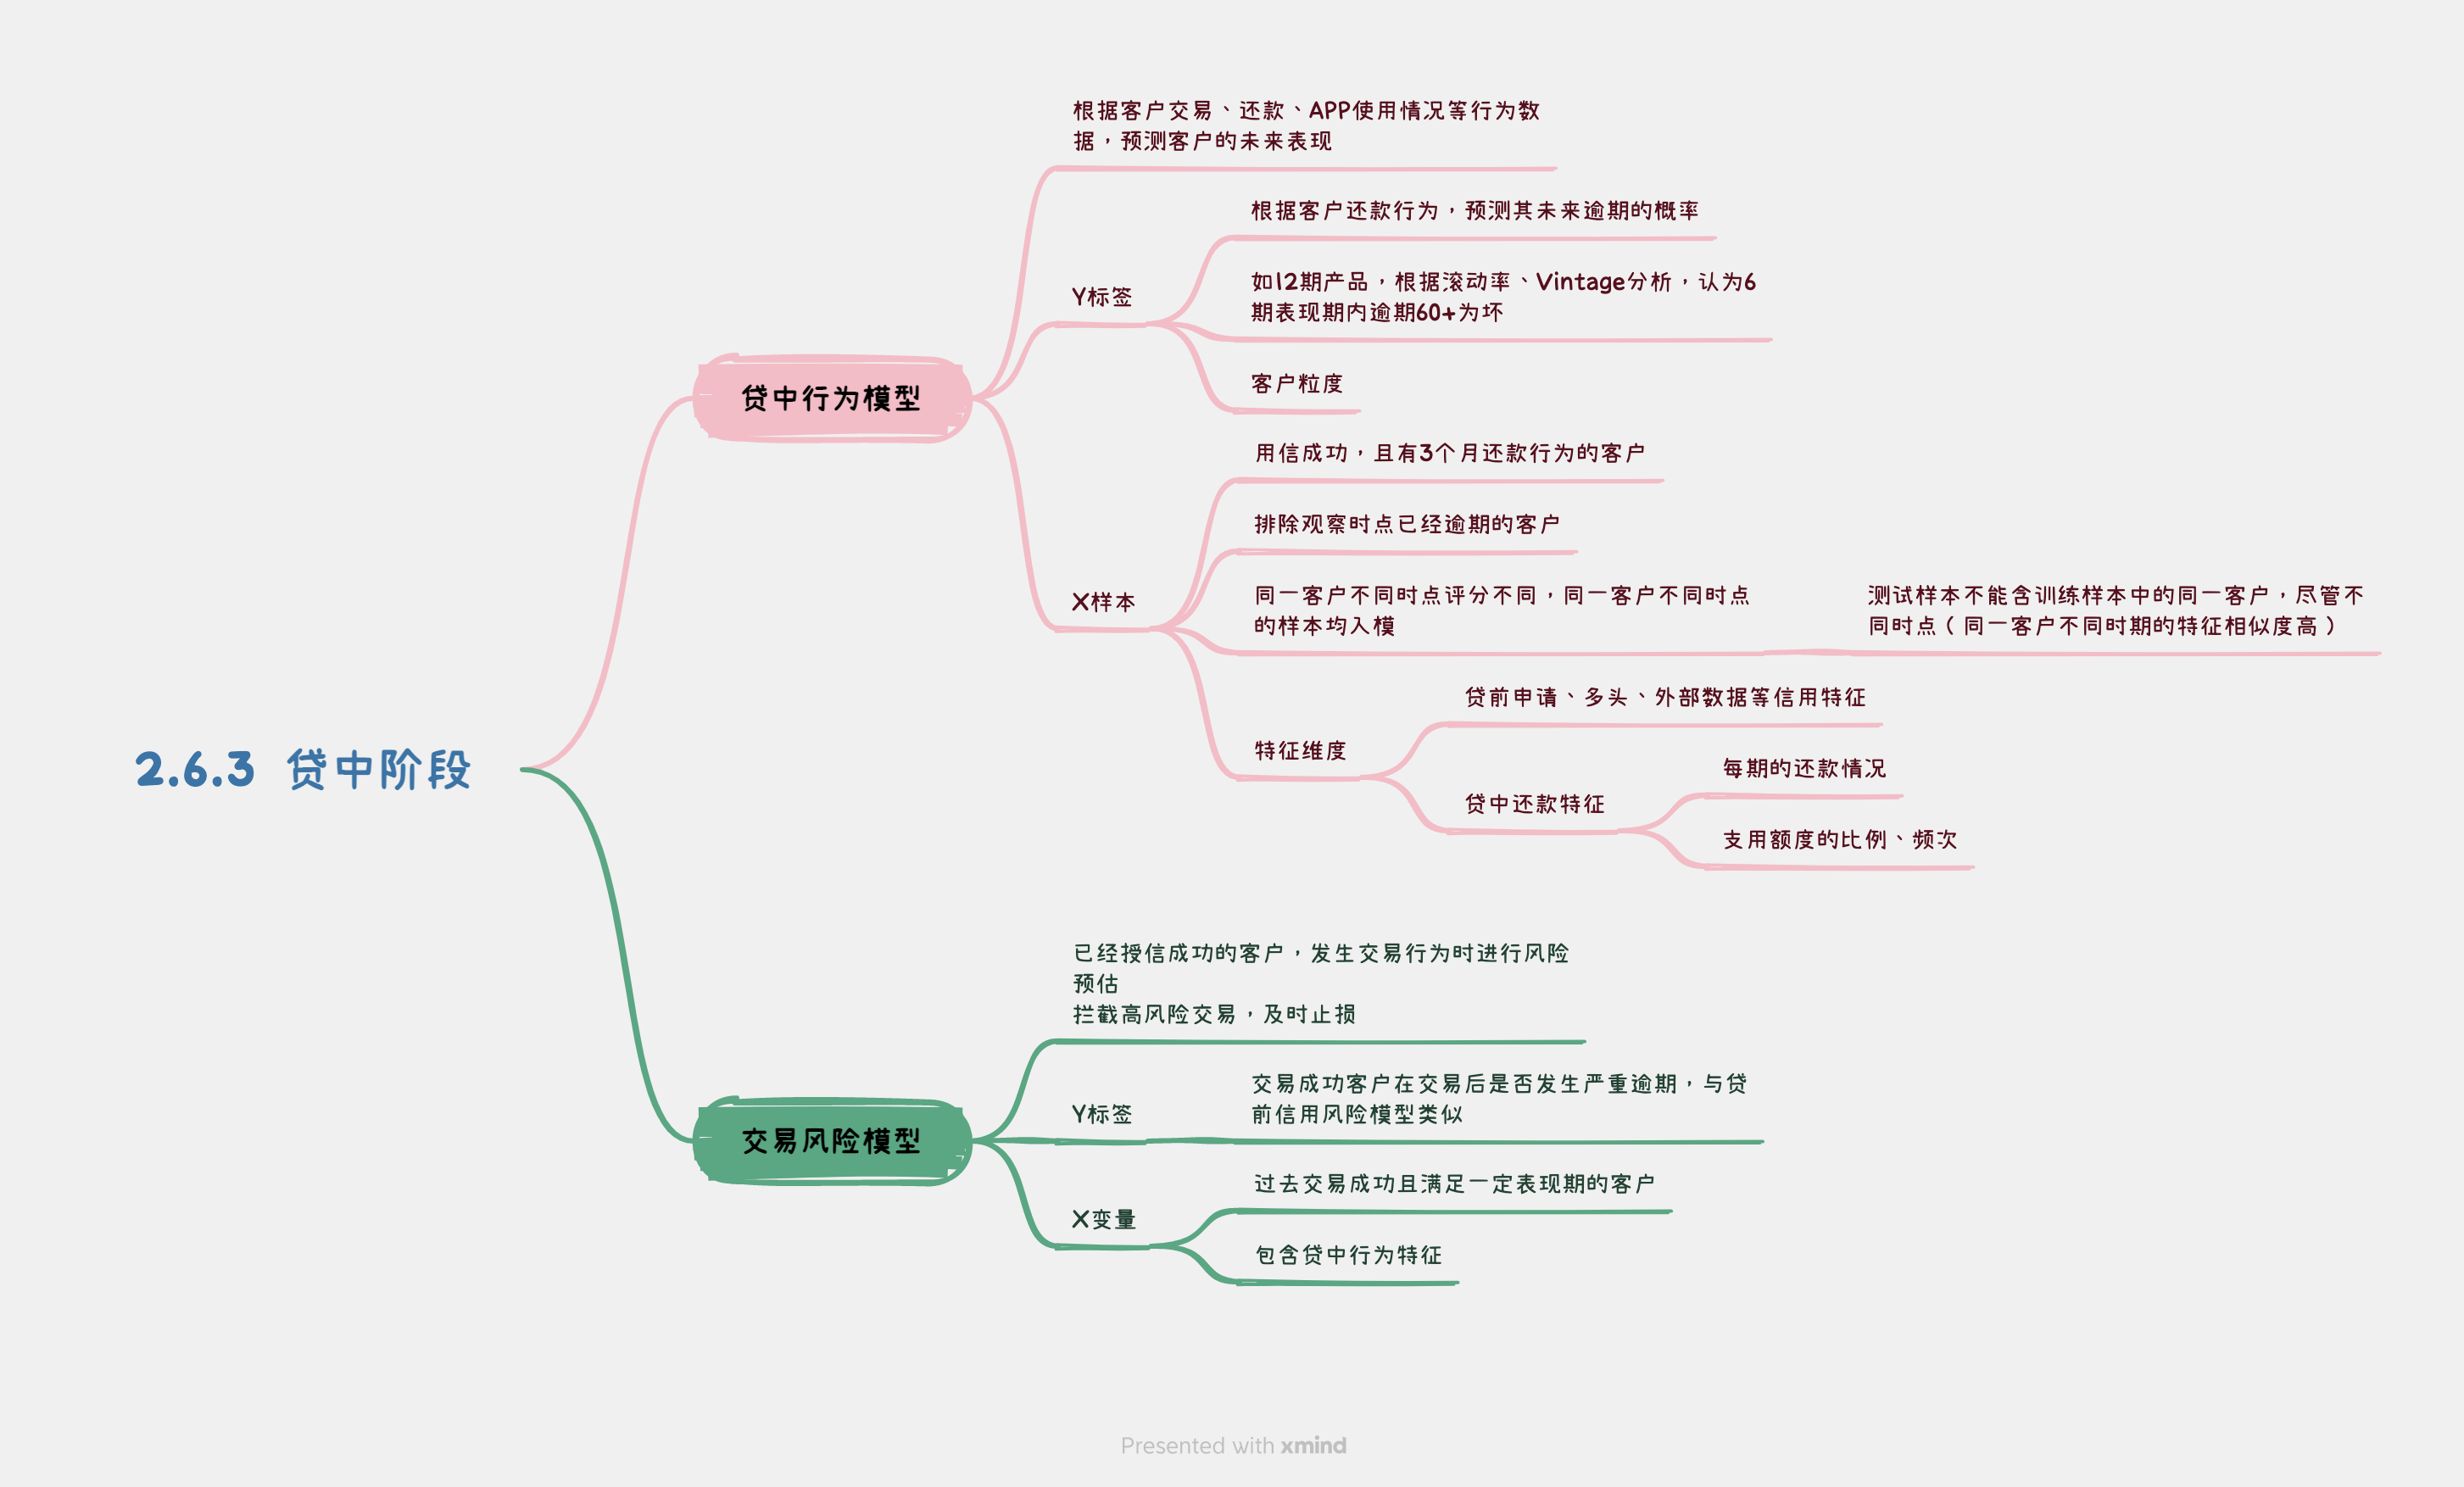 2.6.3 贷中阶段
贷中行为模型
根据客户交易、还款、APP使用情况等行为数
据，预测客户的未来表现
Y标签
根据客户还款行为，预测其未来逾期的概率
如12期产品，根据滚动率、Vintage分析，认为6
期表现期内逾期60+为坏
客户粒度
X样本
用信成功，且有3个月还款行为的客户
排除观察时点已经逾期的客户
同一客户不同时点评分不同，同一客户不同时点
的样本均入模
测试样本不能含训练样本中的同一客户，尽管不
同时点（同一客户不同时期的特征相似度高）
特征维度
贷前申请、多头、外部数据等信用特征
贷中还款特征
每期的还款情况
支用额度的比例、频次
交易风险模型
已经授信成功的客户，发生交易行为时进行风险
预估
拦截高风险交易，及时止损
Y标签
交易成功客户在交易后是否发生严重逾期，与贷
前信用风险模型类似
X变量
过去交易成功且满足一定表现期的客户
包含贷中行为特征
Presented with xmind